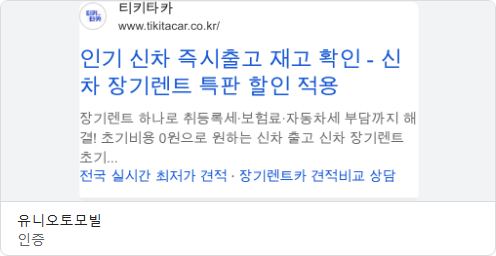 티키타카
www.tikitacar.co.kr/
인기 신차 즉시출고 재고 확인 - 신
차 장기렌트 특판 할인 적용
장기렌트 하나로 취등록세·보험료·자동차세 부담까지 해
결! 초기비용 0원으로 원하는 신차 출고 신차 장기렌트
초기...
전국 실시간 최저가 견적 · 장기렌트카 견적비교 상담
유니오토모빌
인증